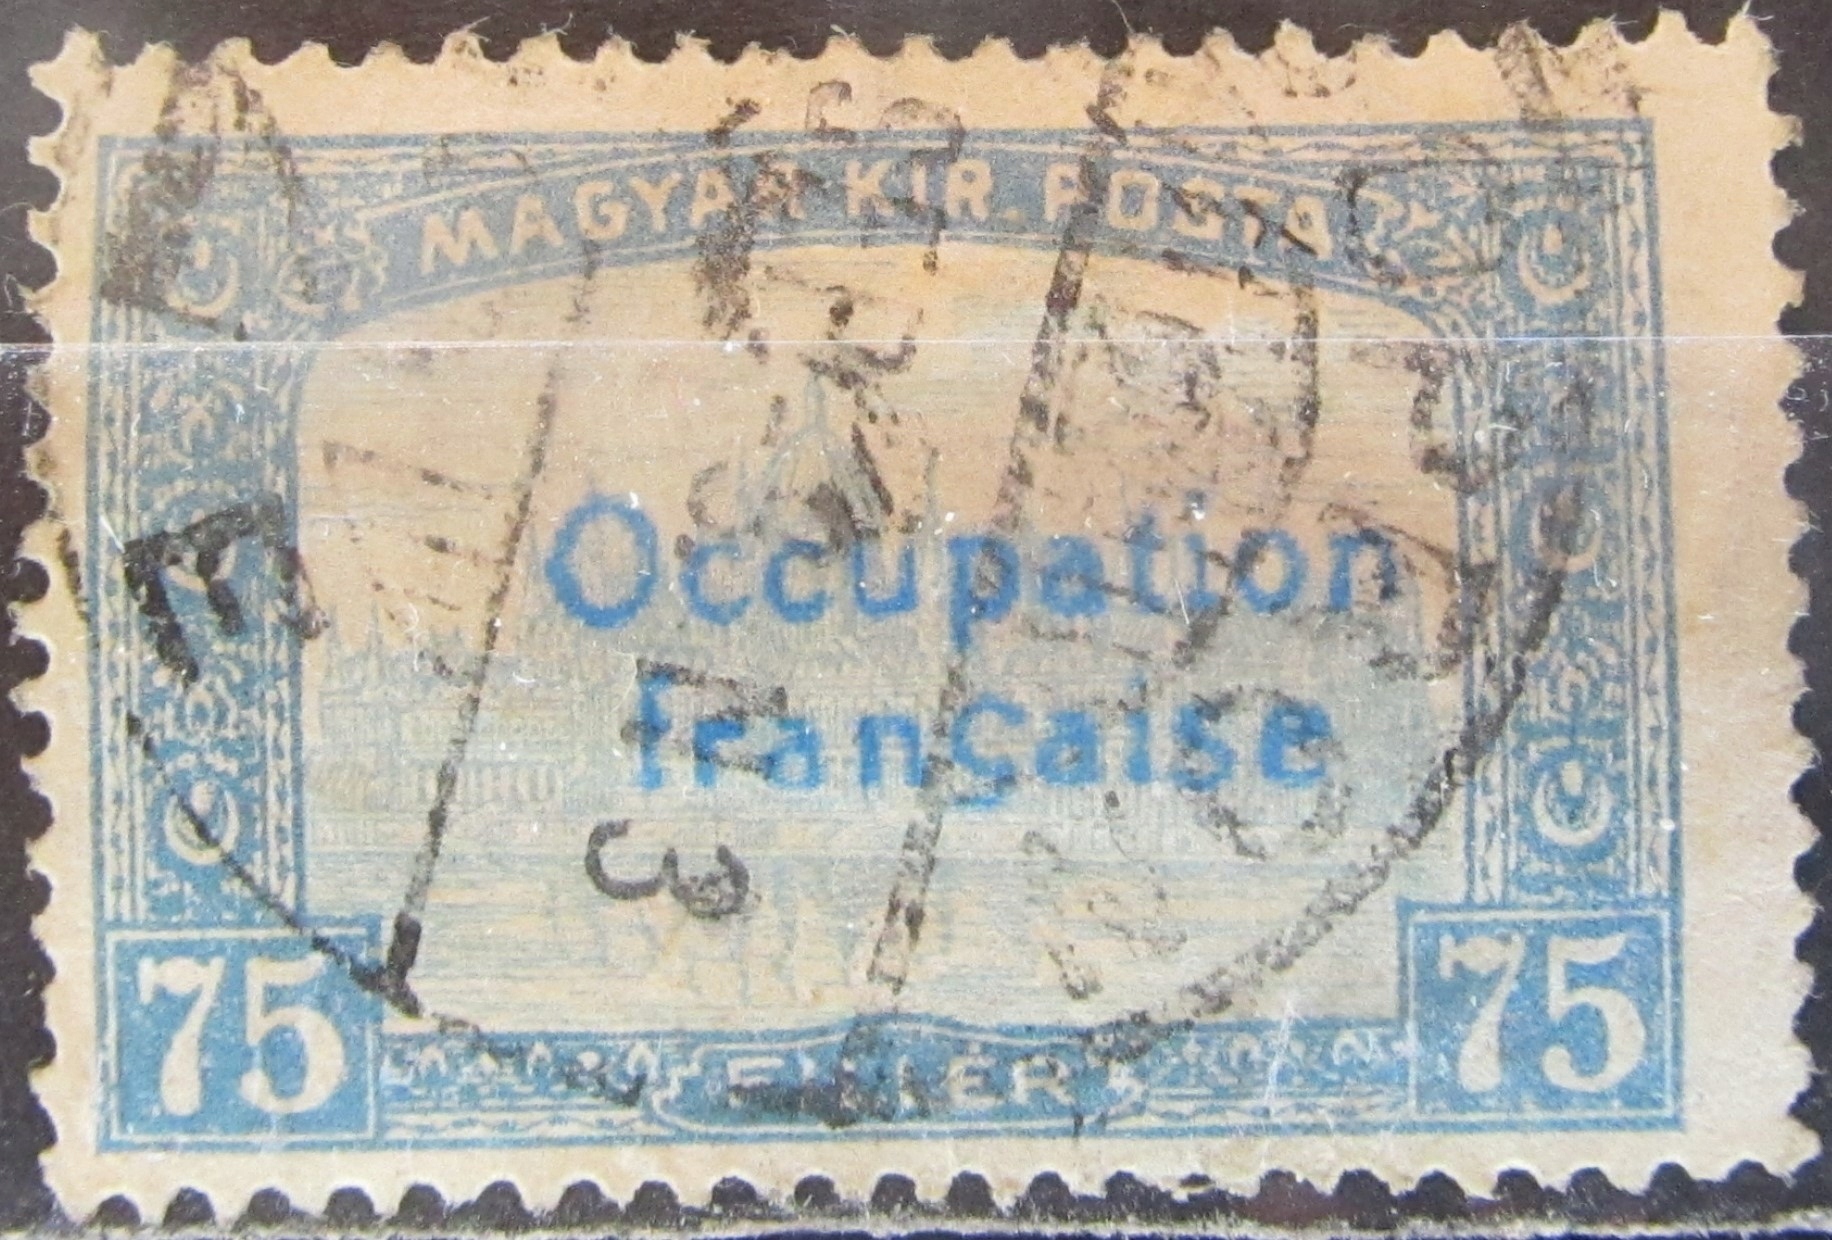 MAGYAR KIR. POSTA
Occupation
française
75 FILLÉR 75